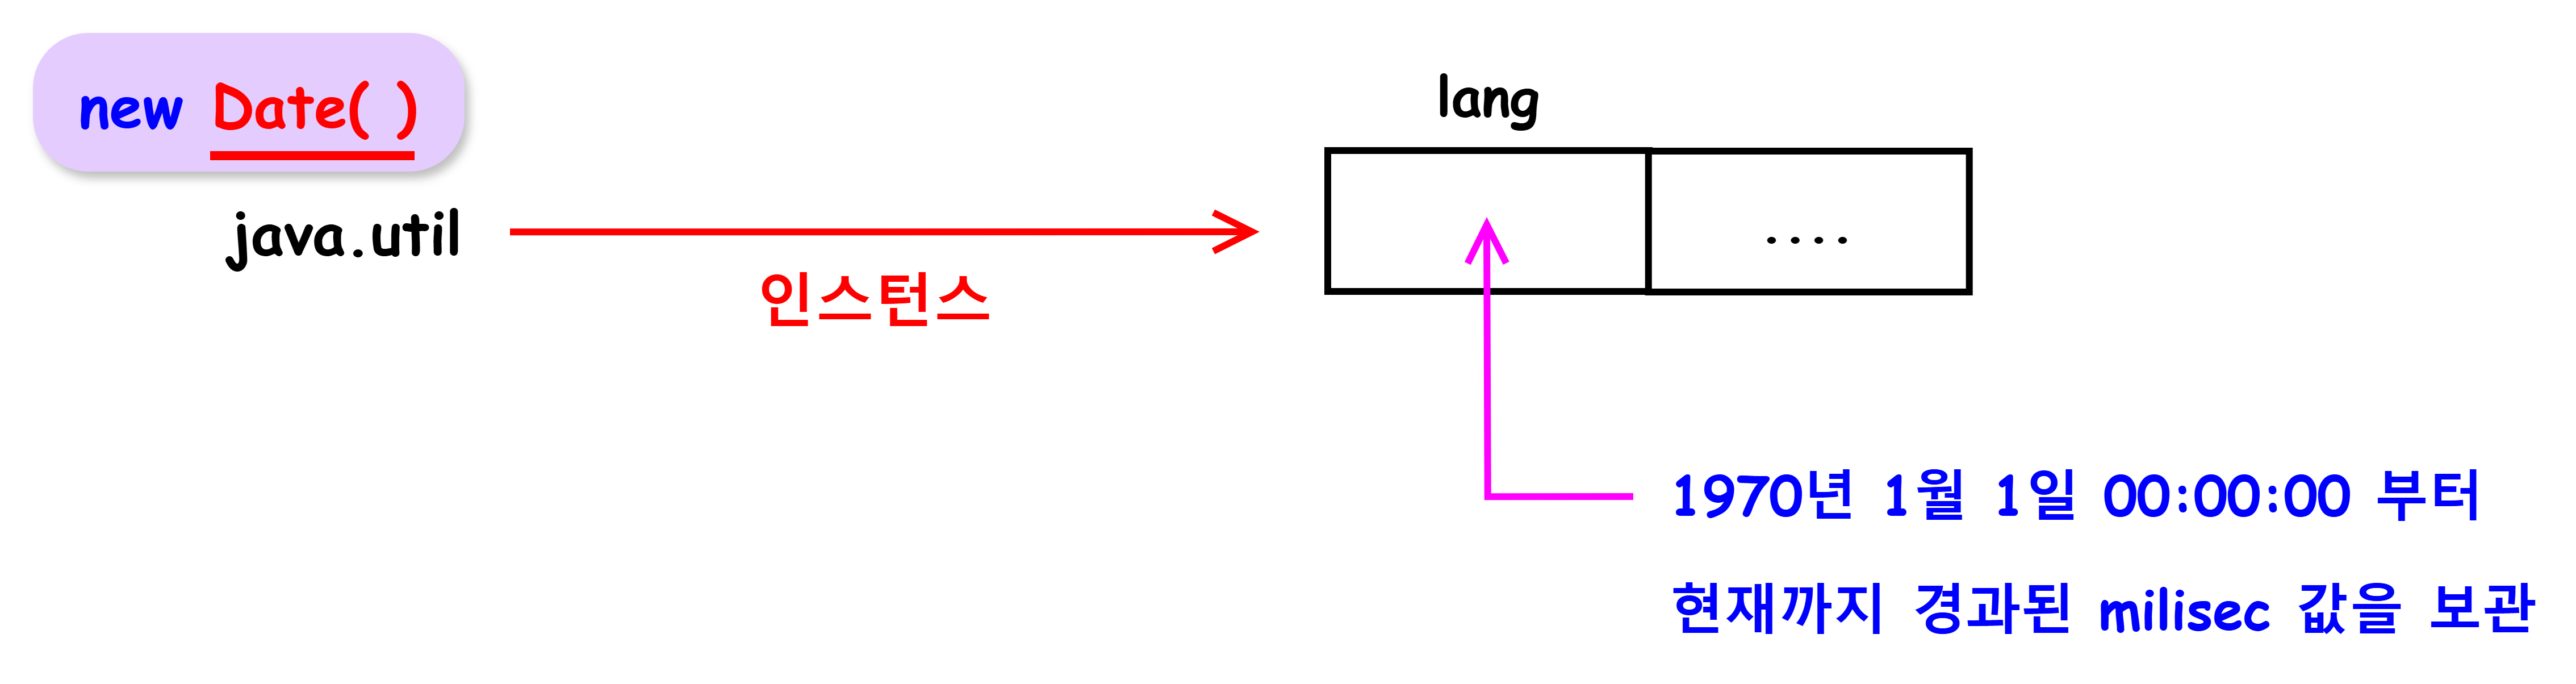 new Date( )
java.util
인스턴스
lang
....
1970년 1월 1일 00:00:00 부터
현재까지 경과된 milisec 값을 보관